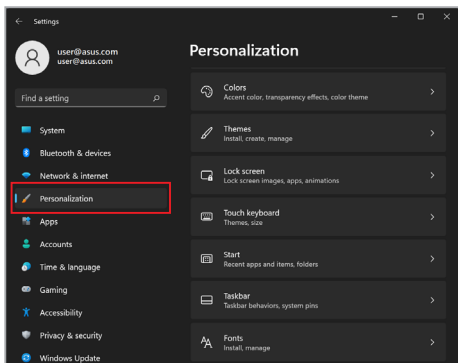 Settings
user@asus.com
user@asus.com
Find a setting
System
Bluetooth & devices
Network & internet
Personalization
Apps
Accounts
Time & language
Gaming
Accessibility
Privacy & security
Windows Update
Personalization
Colors
Accent color, transparency effects, color theme
Themes
Install, create, manage
Lock screen
Lock screen images, apps, animations
Touch keyboard
Themes, size
Start
Recent apps and items, folders
Taskbar
Taskbar behaviors, system pins
Fonts
Install, manage